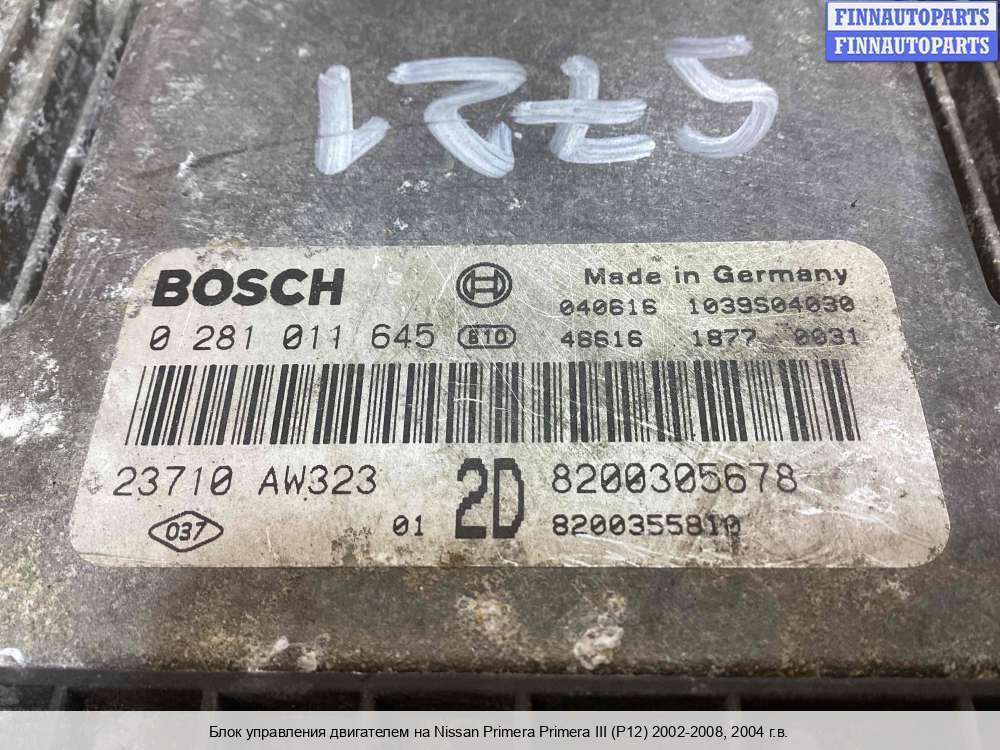 FINNAUTOPARTS
FINNAUTOPARTS
5721
BOSCH
Made in Germany
040616 1039S04030
0 281 011 645
48616 1877 0031
23710 AW323
2D
8200305678
037
01
8200355810
Блок управления двигателем на Nissan Primera Primera III (P12) 2002-2008, 2004 г.в.